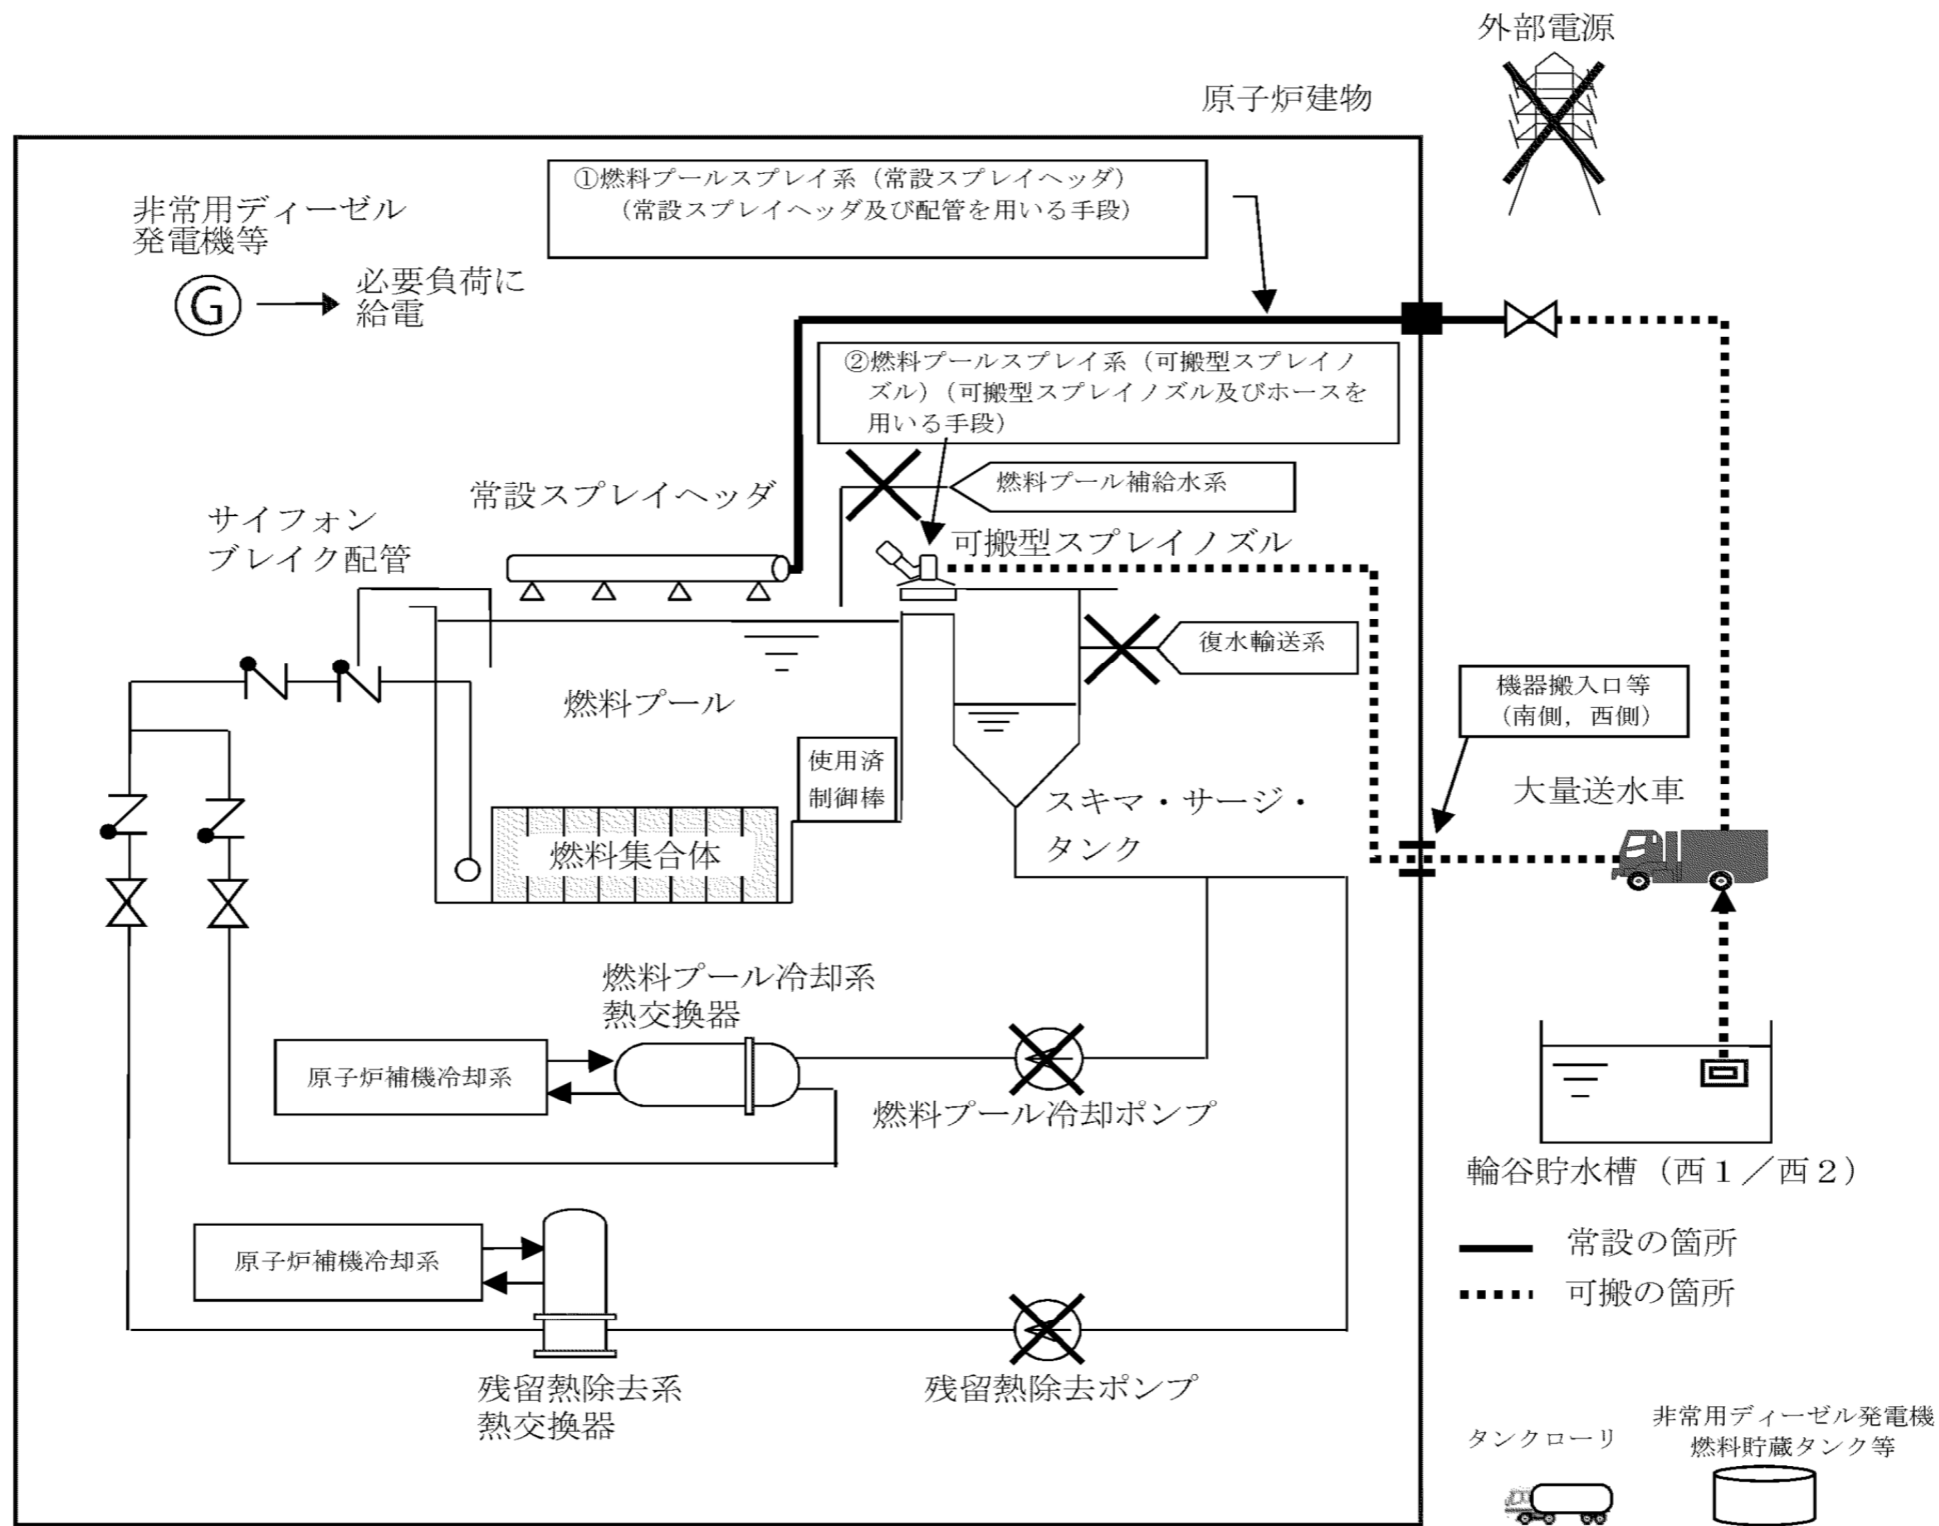 外部電源
原子炉建物
①燃料プールスプレイ系（常設スプレイヘッダ）
（常設スプレイヘッダ及び配管を用いる手段）
非常用ディーゼル
発電機等
G
必要負荷に
給電
②燃料プールスプレイ系（可搬型スプレイノ
ズル）（可搬型スプレイノズル及びホースを
用いる手段）
燃料プール補給水系
常設スプレイヘッダ
サイフォン
ブレイク配管
可搬型スプレイノズル
復水輸送系
機器搬入口等
（南側，西側）
燃料プール
使用済
制御棒
大量送水車
スキマ・サージ・
タンク
燃料集合体
燃料プール冷却系
熱交換器
原子炉補機冷却系
燃料プール冷却ポンプ
輪谷貯水槽（西１／西２）
原子炉補機冷却系
常設の箇所
可搬の箇所
残留熱除去系
熱交換器
残留熱除去ポンプ
タンクローリ
非常用ディーゼル発電機
燃料貯蔵タンク等